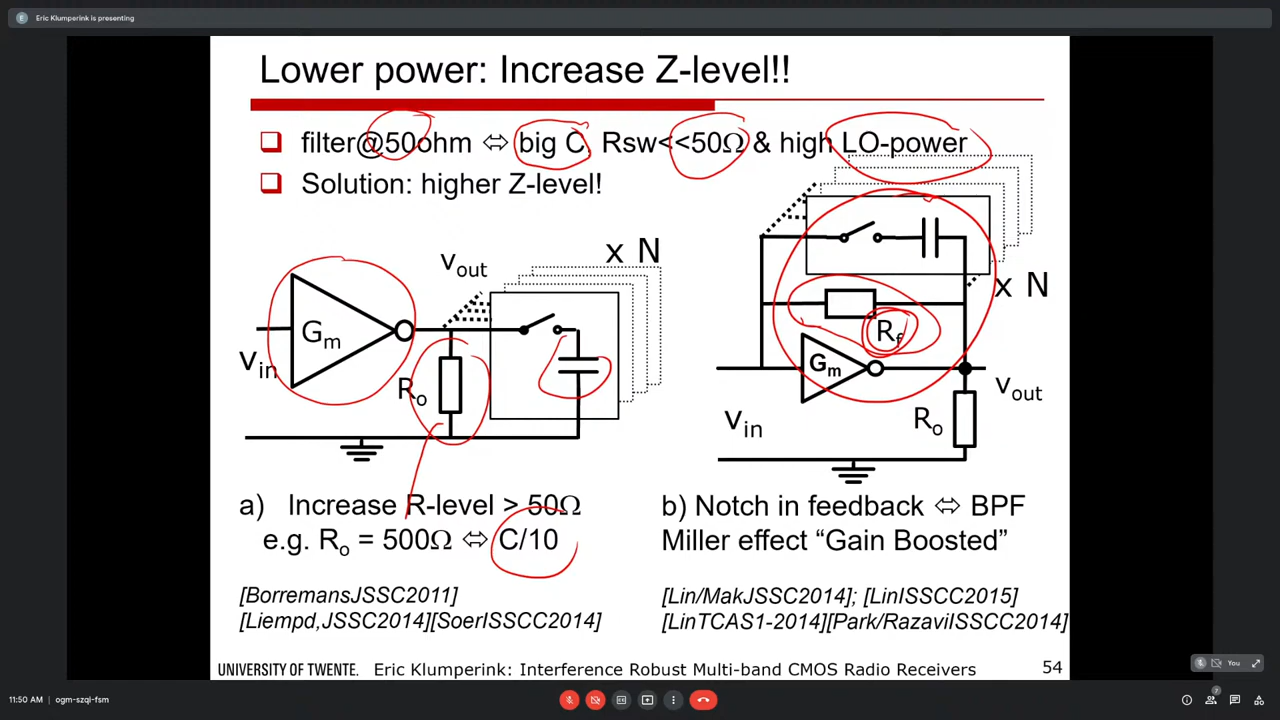 Eric Klumperink is presenting
E
Lower power: Increase Z-level!!
filter@50ohm ⇔ big C, Rsw<<50Ω & high LO-power
Solution: higher Z-level!
x N
vout
Gm
vin
Ro
x N
Rf
Gm
vout
Ro
vin
a) Increase R-level > 50Ω
e.g. Ro = 500Ω ⇔ C/10
b) Notch in feedback ⇔ BPF
Miller effect “Gain Boosted”
[BorremansJSSC2011]
[Liempd,JSSC2014][SoerISSCC2014]
[Lin/MakJSSC2014]; [LinISSCC2015]
[LinTCAS1-2014][Park/RazaviISSCC2014]
UNIVERSITY OF TWENTE. Eric Klumperink: Interference Robust Multi-band CMOS Radio Receivers 54
You
11:50 AM | ogm-szql-fsm
7